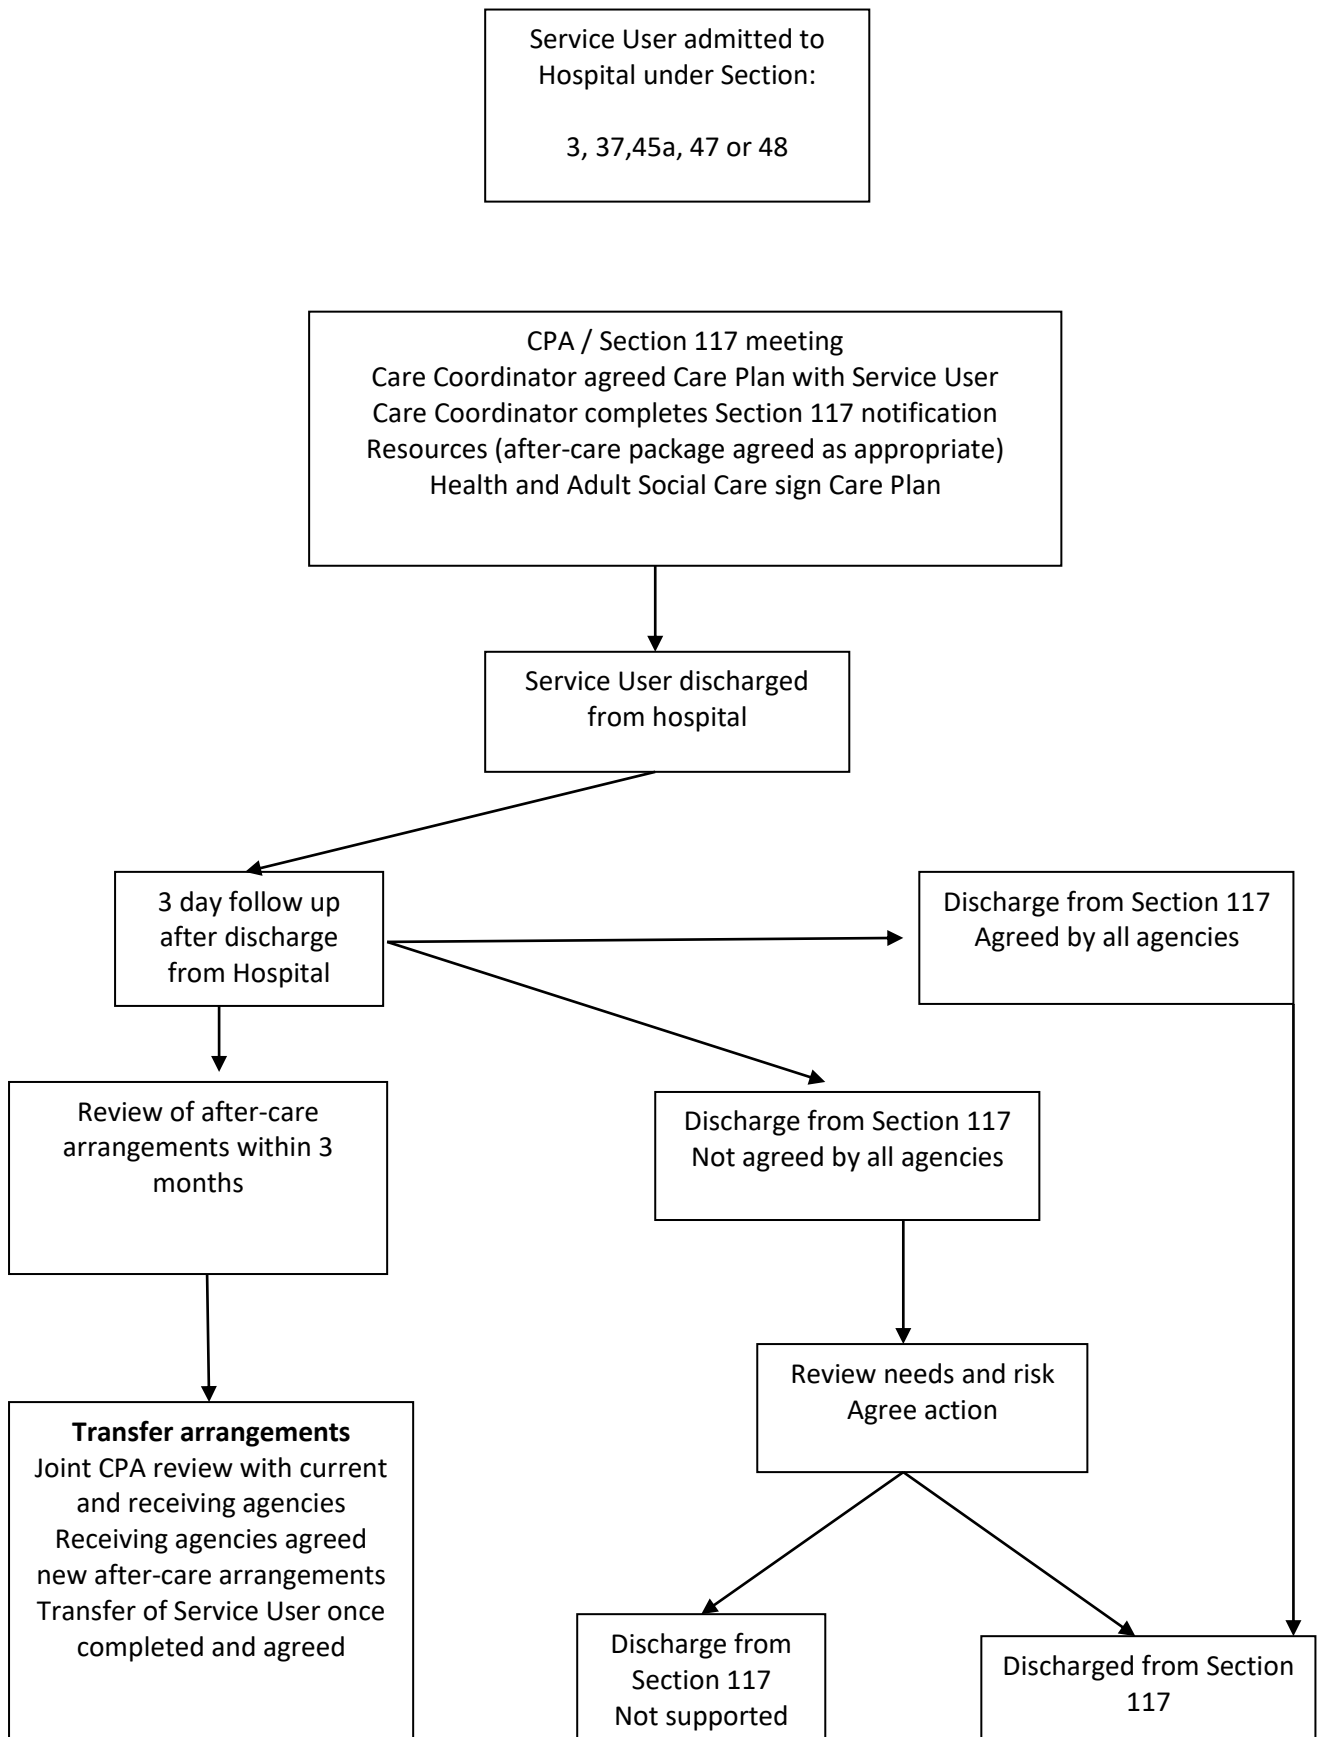 Service User admitted to
Hospital under Section:
3, 37,45a, 47 or 48
CPA / Section 117 meeting
Care Coordinator agreed Care Plan with Service User
Care Coordinator completes Section 117 notification
Resources (after-care package agreed as appropriate)
Health and Adult Social Care sign Care Plan
Service User discharged
from hospital
3 day follow up
after discharge
from Hospital
Discharge from Section 117
Agreed by all agencies
Review of after-care
arrangements within 3
months
Discharge from Section 117
Not agreed by all agencies
Review needs and risk
Agree action
Transfer arrangements
Joint CPA review with current
and receiving agencies
Receiving agencies agreed
new after-care arrangements
Transfer of Service User once
completed and agreed
Discharge from
Section 117
Not supported
Discharged from Section
117